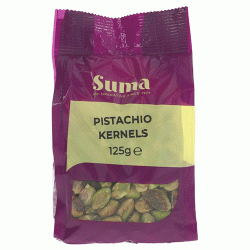 Suma
PISTACHIO
KERNELS
125g ℮